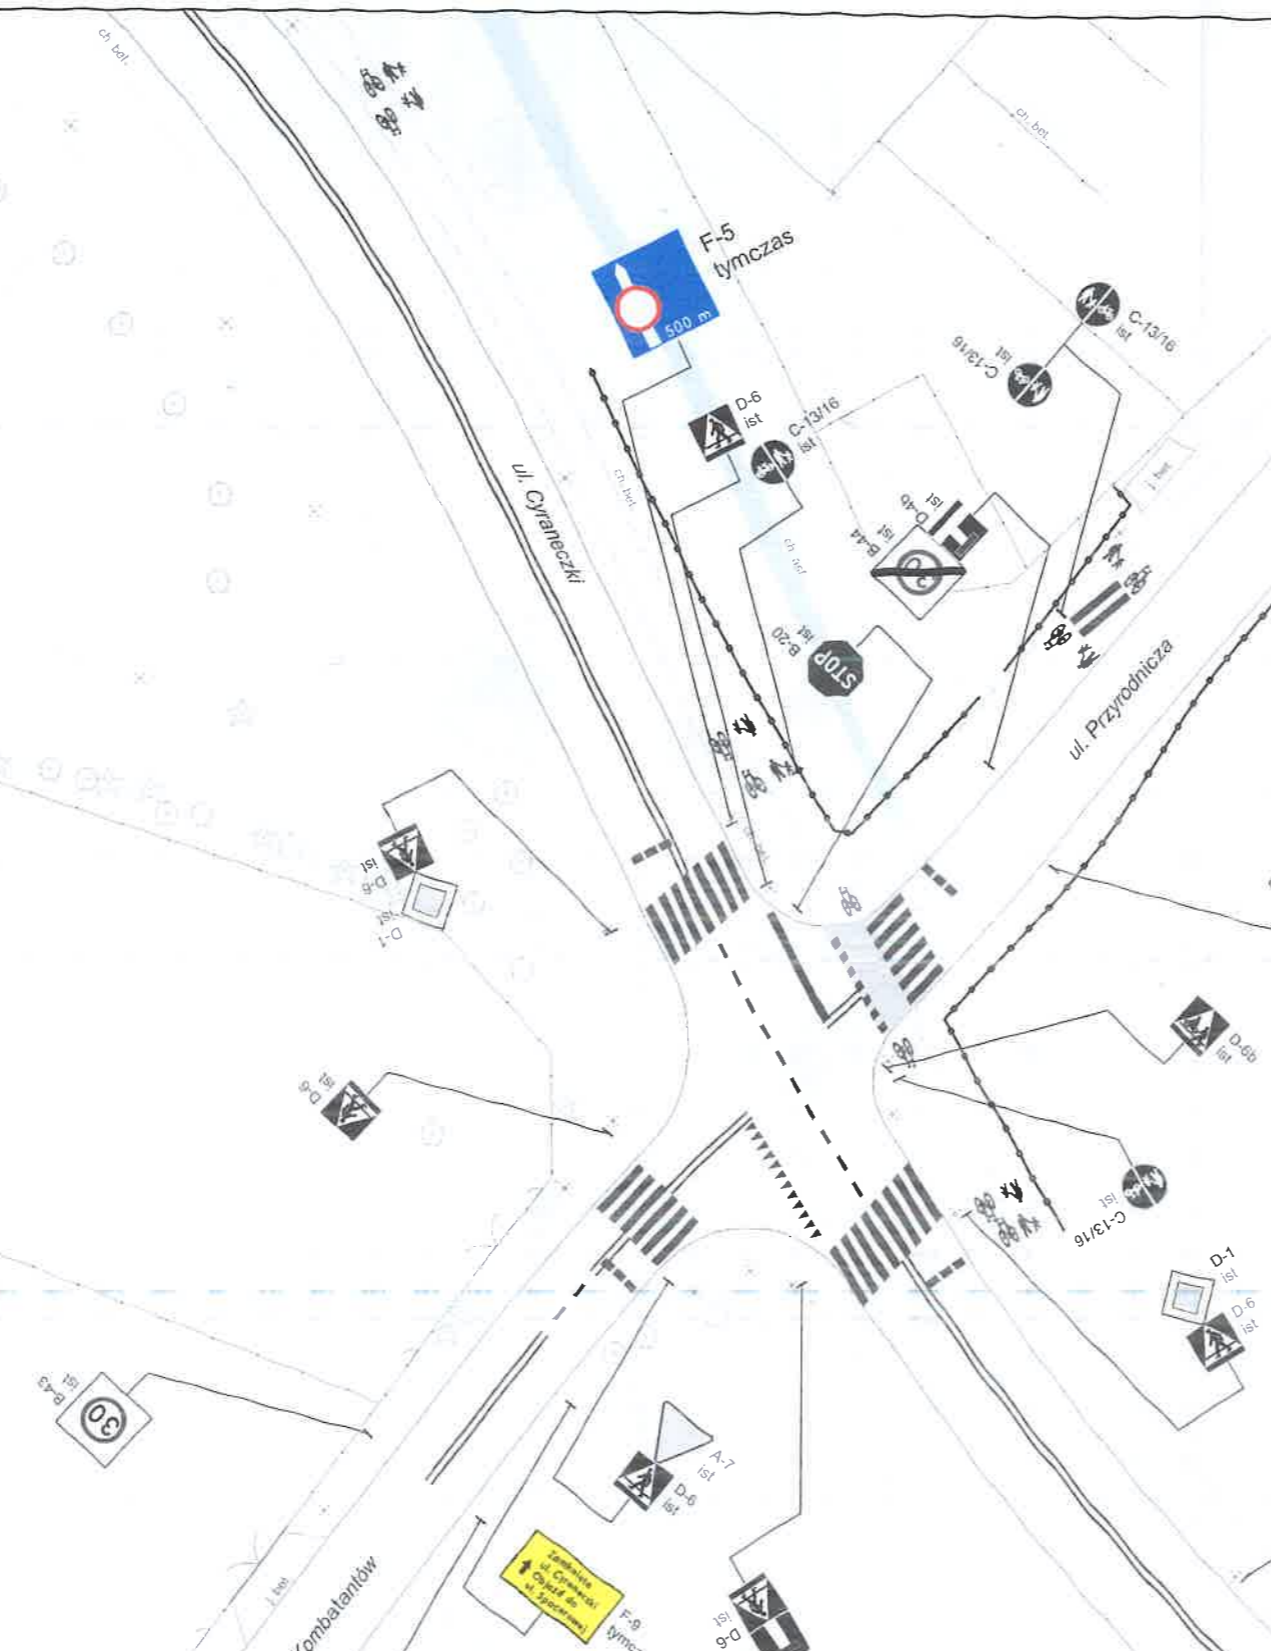 ch. bet.
ch. bet.
F-5
tymczas
500 m
C-13/16
ist
C-13/16
ist
D-6
ist
C-13/16
ist
ul. Cyraneczki
ch. bet.
D-4b
ist
B-44
ist
30
j. bet.
ch. bet.
B-20
ist
STOP
ul. Przyrodnicza
D-6
ist
D-1
ist
D-6b
ist
D-6
ist
C-13/16
ist
D-1
ist
D-6
ist
B-43
ist
30
A-7
ist
D-6
ist
Zamknięta
ul. Cyraneczki
Objazd do
ul. Spacerowej
F-9
D-6
ist
j. bet.
Kombatantów